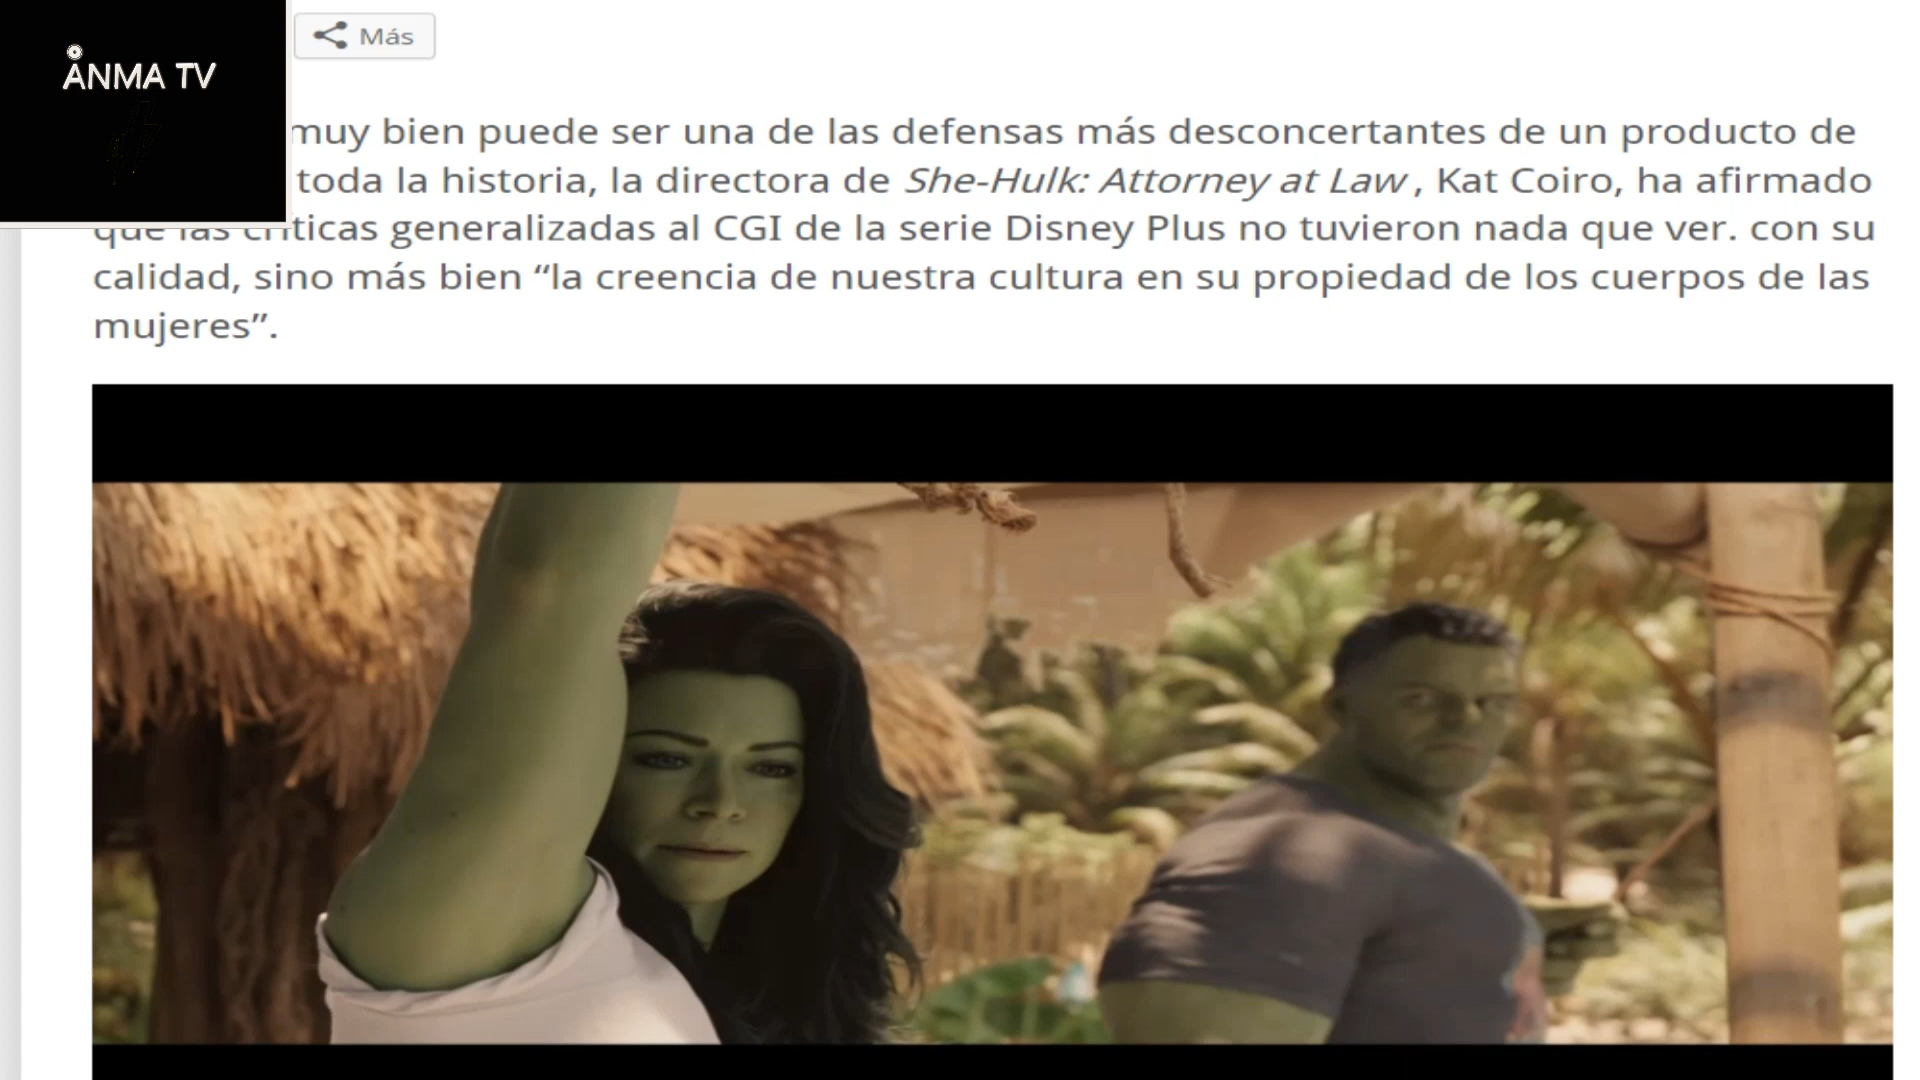 ÅNMA TV
Más
muy bien puede ser una de las defensas más desconcertantes de un producto de
toda la historia, la directora de She-Hulk: Attorney at Law , Kat Coiro, ha afirmado
que las críticas generalizadas al CGI de la serie Disney Plus no tuvieron nada que ver. con su
calidad, sino más bien “la creencia de nuestra cultura en su propiedad de los cuerpos de las
mujeres”.